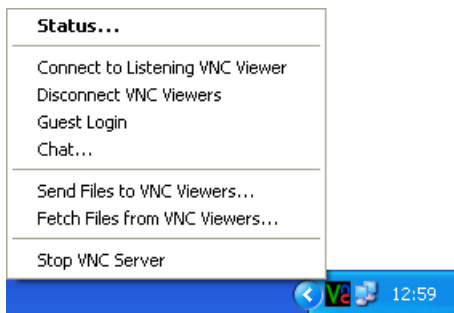 Status...
Connect to Listening VNC Viewer
Disconnect VNC Viewers
Guest Login
Chat...
Send Files to VNC Viewers...
Fetch Files from VNC Viewers...
Stop VNC Server
12:59